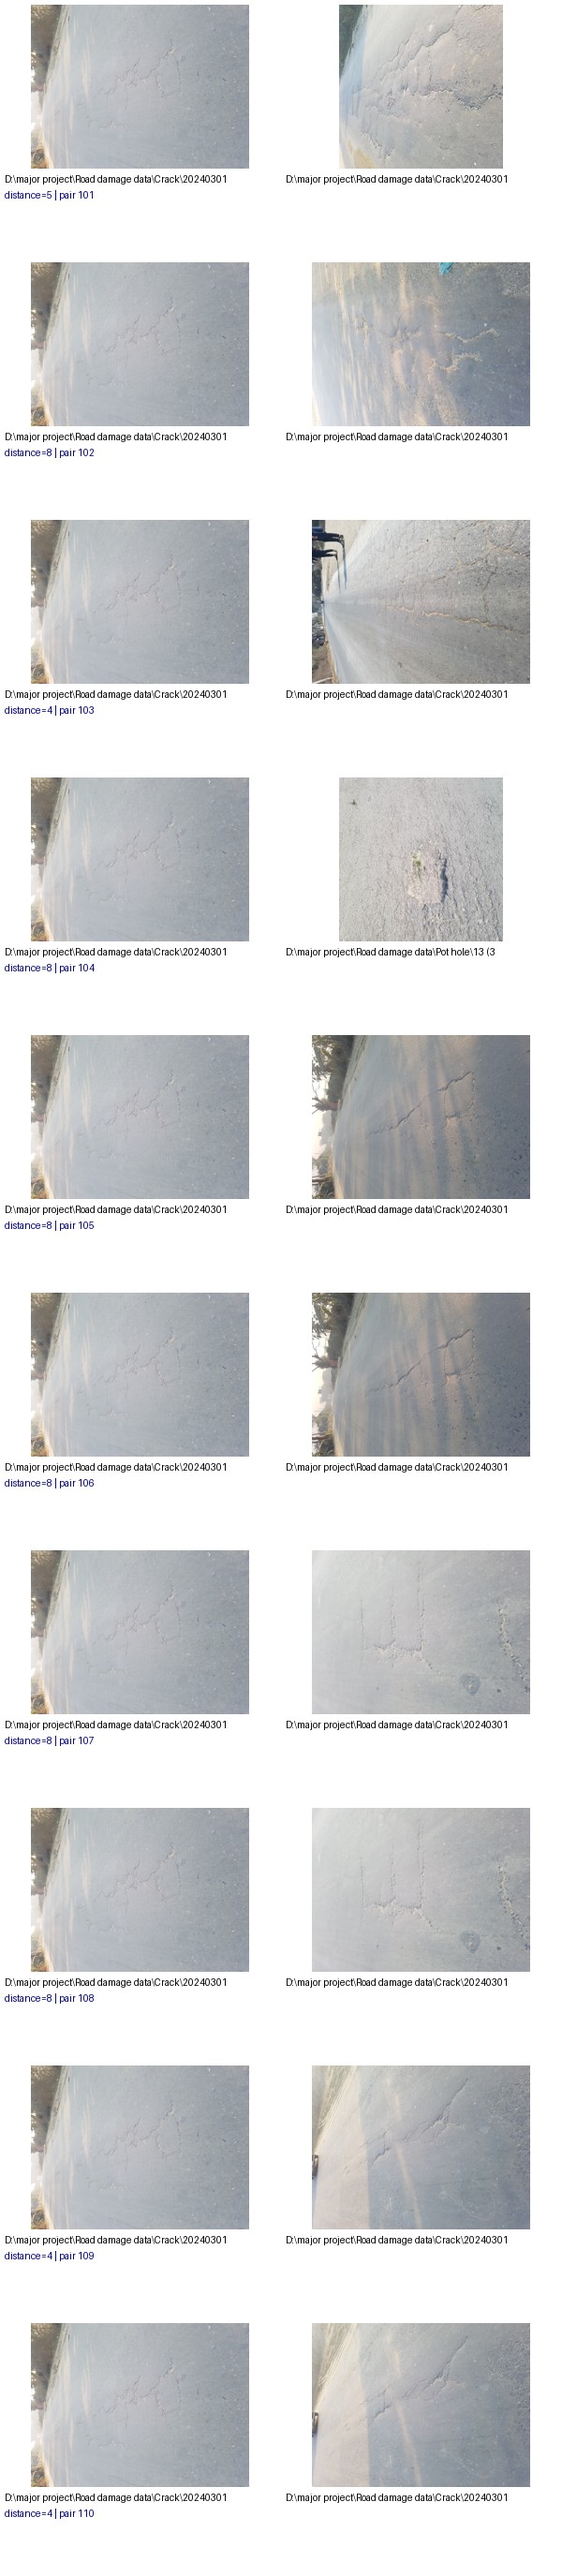 D:\major project\Road damage data\Crack\20240301 D:\major project\Road damage data\Crack\20240301
distance=5 | pair 101
D:\major project\Road damage data\Crack\20240301 D:\major project\Road damage data\Crack\20240301
distance=8 | pair 102
D:\major project\Road damage data\Crack\20240301 D:\major project\Road damage data\Crack\20240301
distance=4 | pair 103
D:\major project\Road damage data\Crack\20240301 D:\major project\Road damage data\Pot hole\13 (3
distance=8 | pair 104
D:\major project\Road damage data\Crack\20240301 D:\major project\Road damage data\Crack\20240301
distance=8 | pair 105
D:\major project\Road damage data\Crack\20240301 D:\major project\Road damage data\Crack\20240301
distance=8 | pair 106
D:\major project\Road damage data\Crack\20240301 D:\major project\Road damage data\Crack\20240301
distance=8 | pair 107
D:\major project\Road damage data\Crack\20240301 D:\major project\Road damage data\Crack\20240301
distance=8 | pair 108
D:\major project\Road damage data\Crack\20240301 D:\major project\Road damage data\Crack\20240301
distance=4 | pair 109
D:\major project\Road damage data\Crack\20240301 D:\major project\Road damage data\Crack\20240301
distance=4 | pair 110